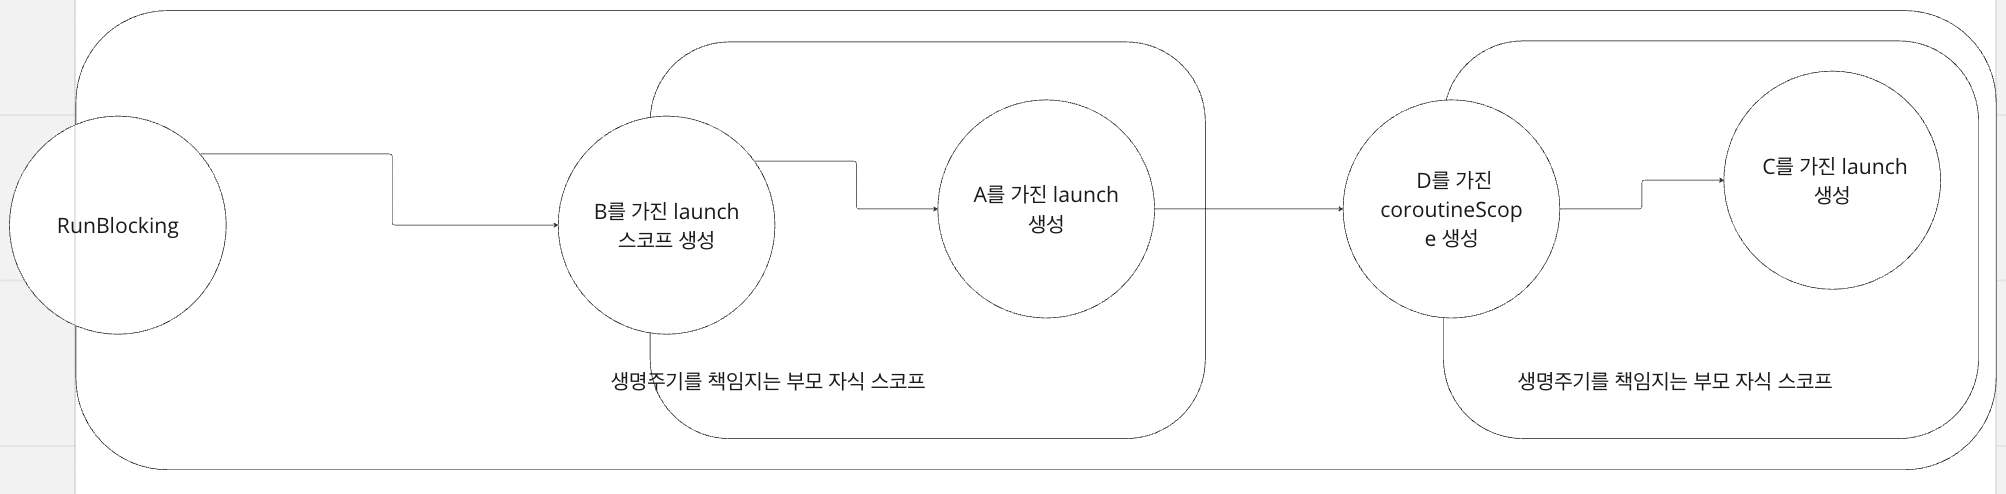 RunBlocking
B를 가진 launch
스코프 생성
A를 가진 launch
생성
D를 가진
coroutineScop
e 생성
C를 가진 launch
생성
생명주기를 책임지는 부모 자식 스코프
생명주기를 책임지는 부모 자식 스코프